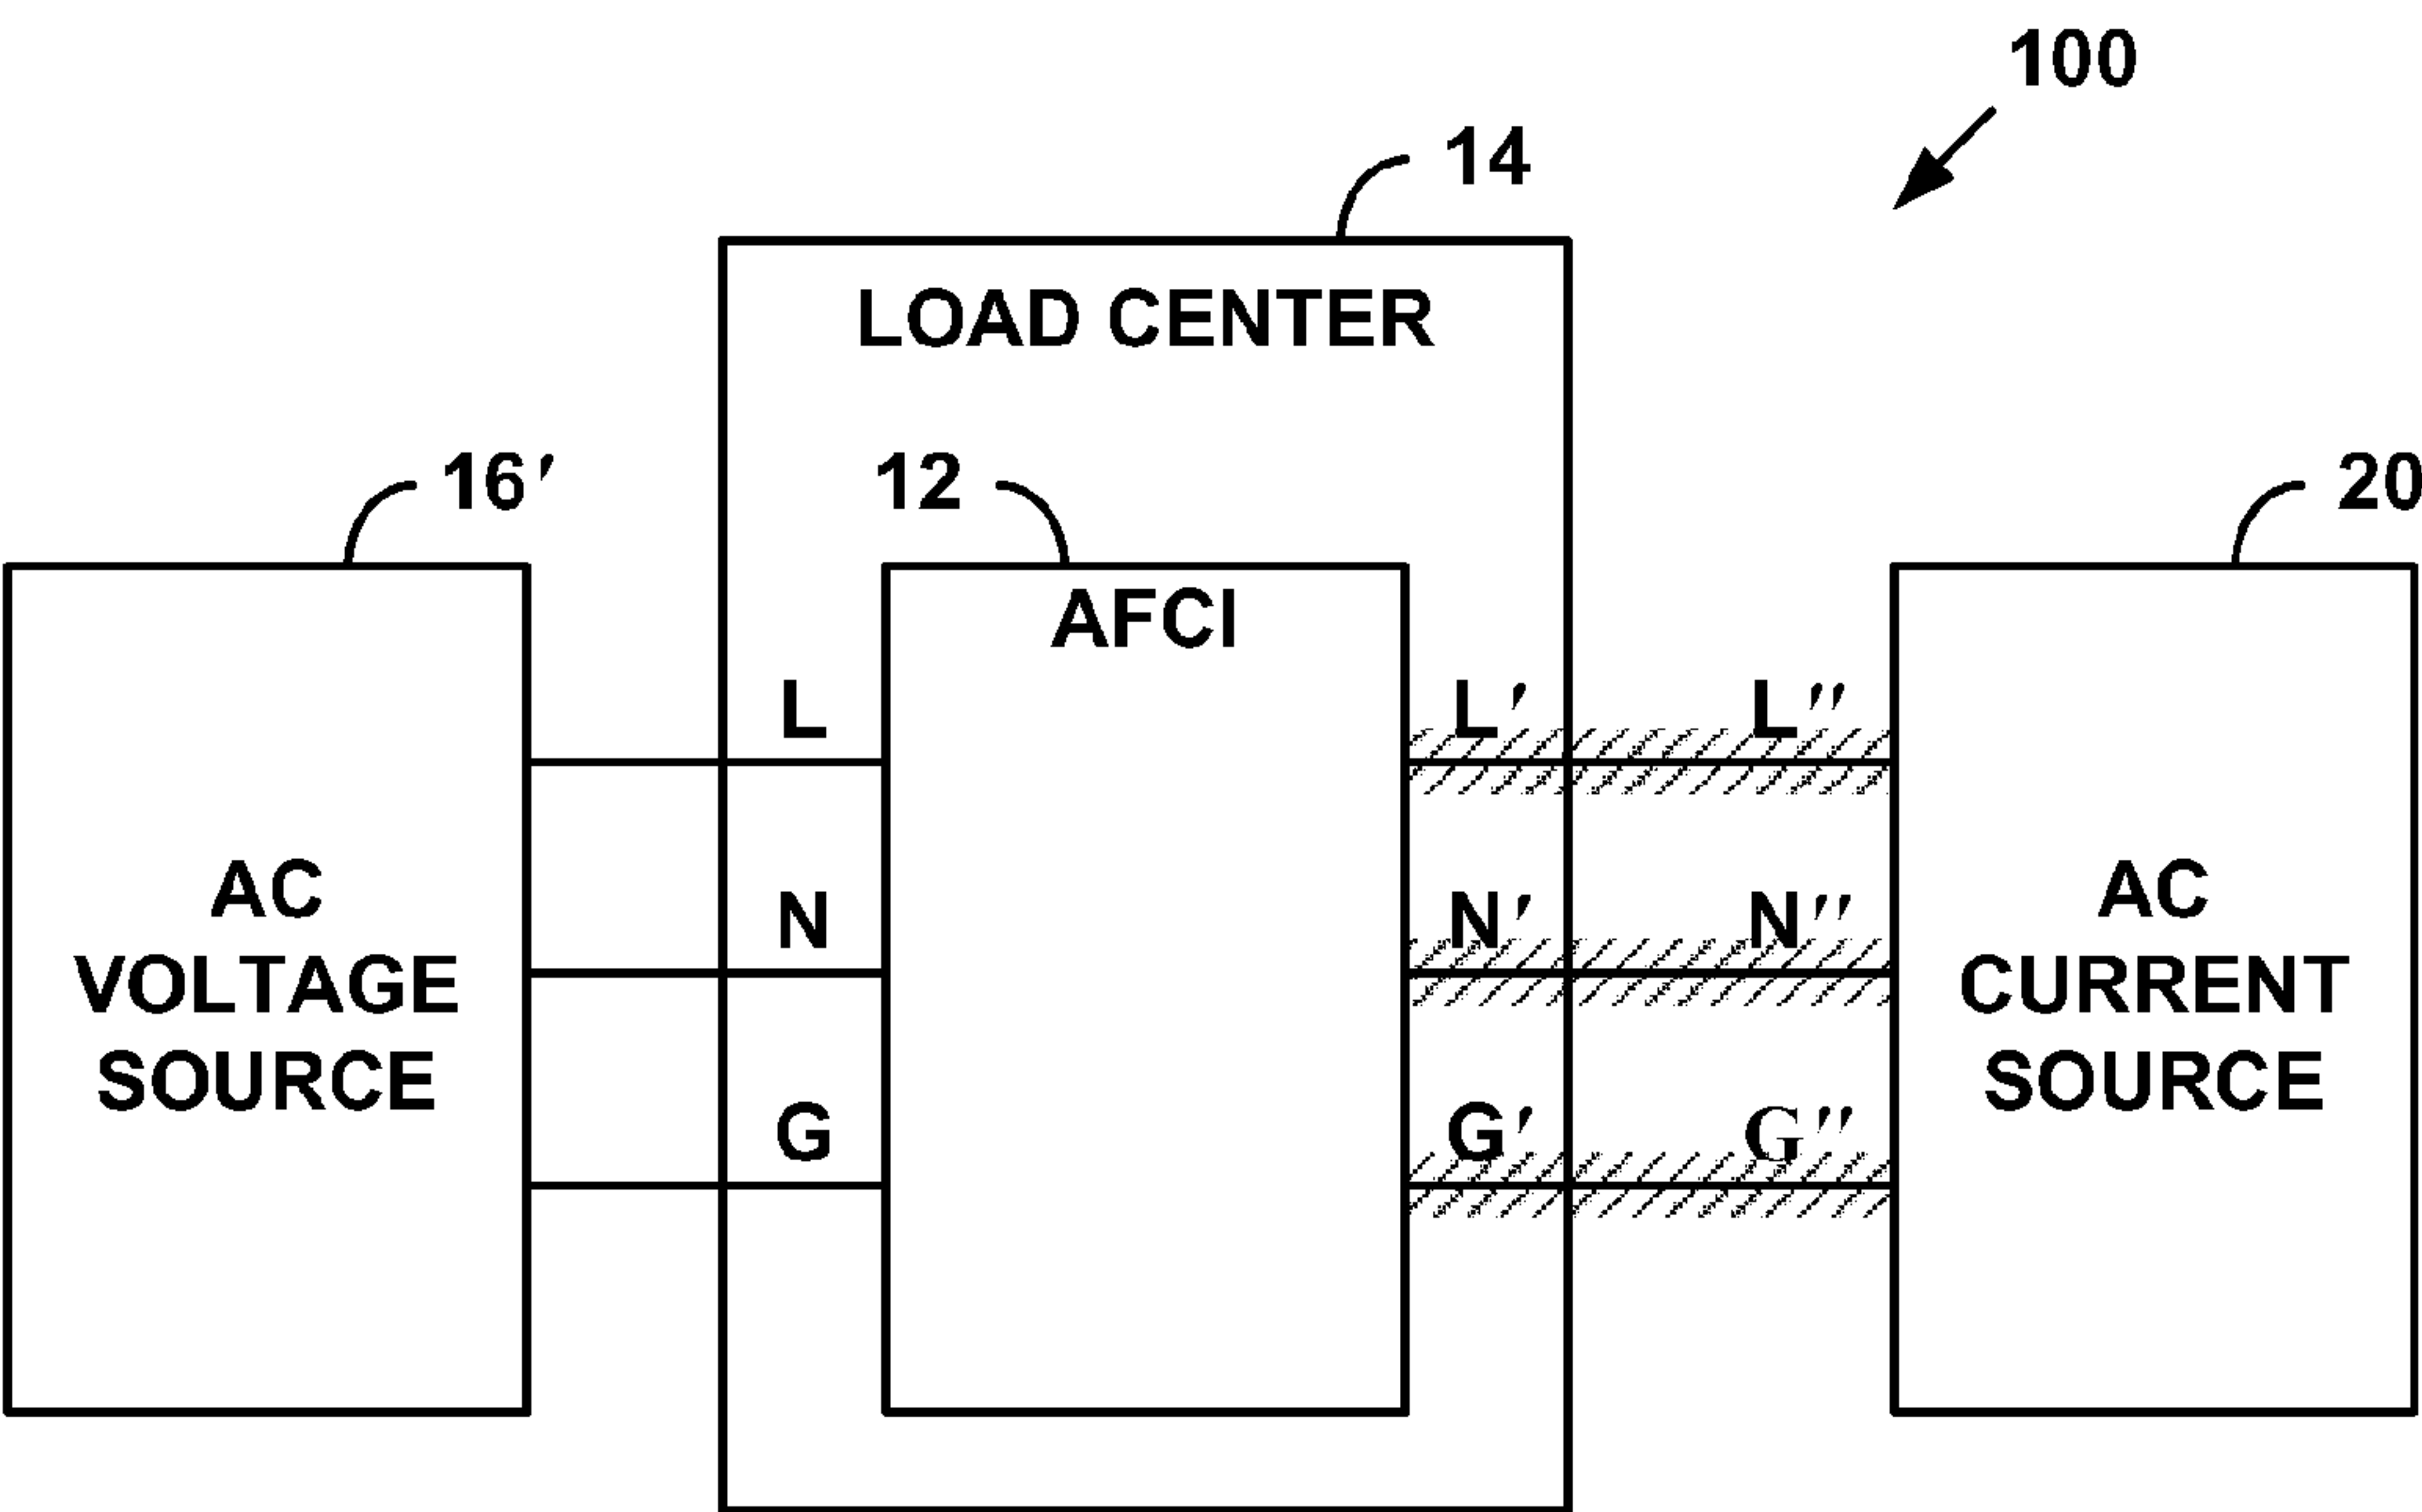 100
14
LOAD CENTER
16′
12
20
AFCI
L
L′
L″
AC
VOLTAGE
SOURCE
N
N′
N″
AC
CURRENT
SOURCE
G
G′
G″